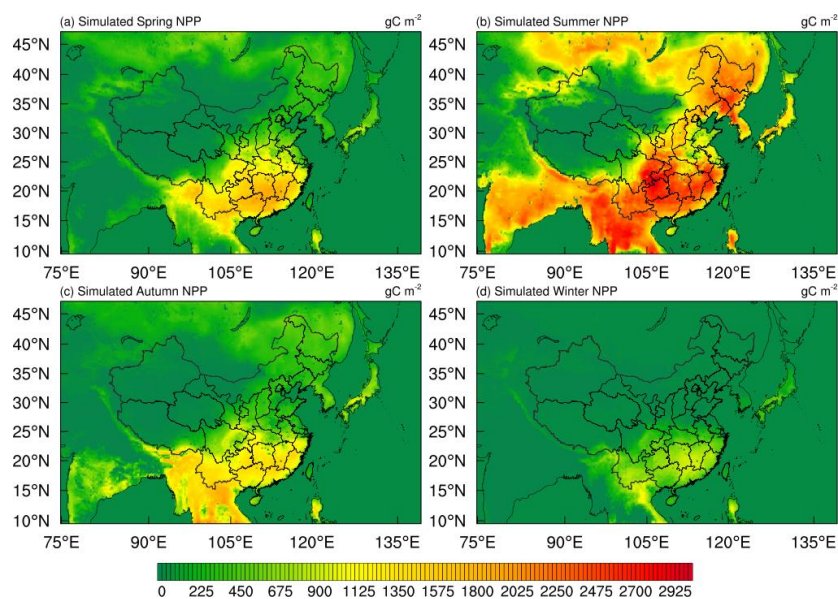 (a) Simulated Spring NPP gC m⁻²
45°N
40°N
35°N
30°N
25°N
20°N
15°N
10°N
75°E 90°E 105°E 120°E 135°E
(b) Simulated Summer NPP gC m⁻²
45°N
40°N
35°N
30°N
25°N
20°N
15°N
10°N
75°E 90°E 105°E 120°E 135°E
(c) Simulated Autumn NPP gC m⁻²
45°N
40°N
35°N
30°N
25°N
20°N
15°N
10°N
75°E 90°E 105°E 120°E 135°E
(d) Simulated Winter NPP gC m⁻²
45°N
40°N
35°N
30°N
25°N
20°N
15°N
10°N
75°E 90°E 105°E 120°E 135°E
0 225 450 675 900 1125 1350 1575 1800 2025 2250 2475 2700 2925